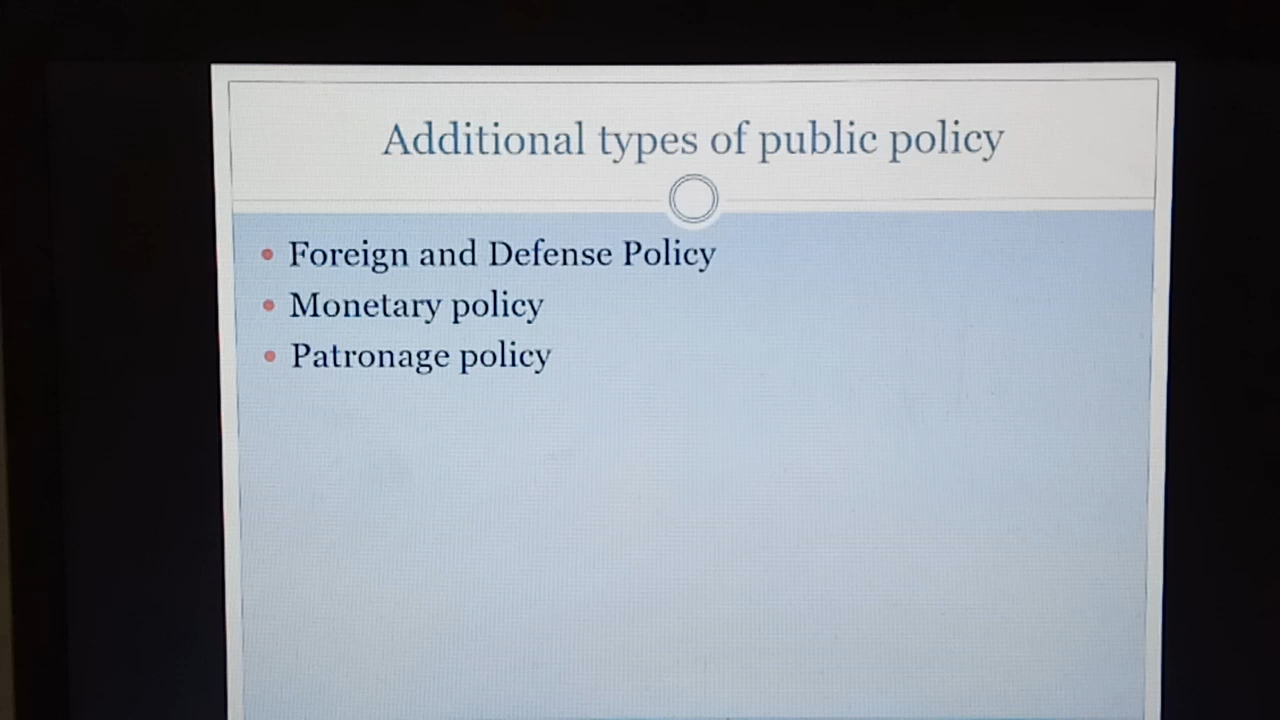 Additional types of public policy
Foreign and Defense Policy
Monetary policy
Patronage policy